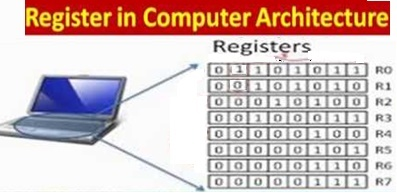 Register in Computer Architecture
Registers
0 1 1 0 1 0 1 1 R0
0 0 1 0 1 0 1 0 R1
0 0 0 1 0 1 0 0 R2
0 1 1 0 0 0 1 1 R3
0 0 0 0 0 1 0 0 R4
0 0 0 0 0 1 0 1 R5
0 0 0 0 0 1 1 0 R6
0 0 0 0 0 1 1 0 R7